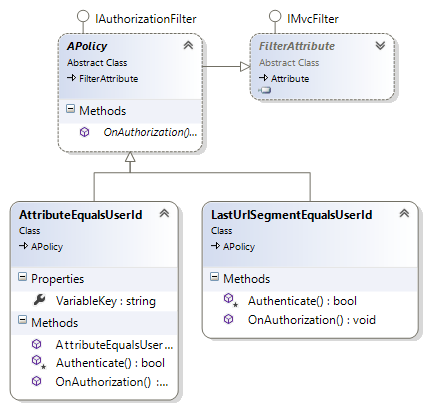 IAuthorizationFilter
APolicy
Abstract Class
FilterAttribute
Methods
OnAuthorization()...
IMvcFilter
FilterAttribute
Abstract Class
Attribute
AttributeEqualsUserId
Class
APolicy
Properties
VariableKey : string
Methods
AttributeEqualsUser...
Authenticate() : bool
OnAuthorization() :...
LastUrlSegmentEqualsUserId
Class
APolicy
Methods
Authenticate() : bool
OnAuthorization() : void